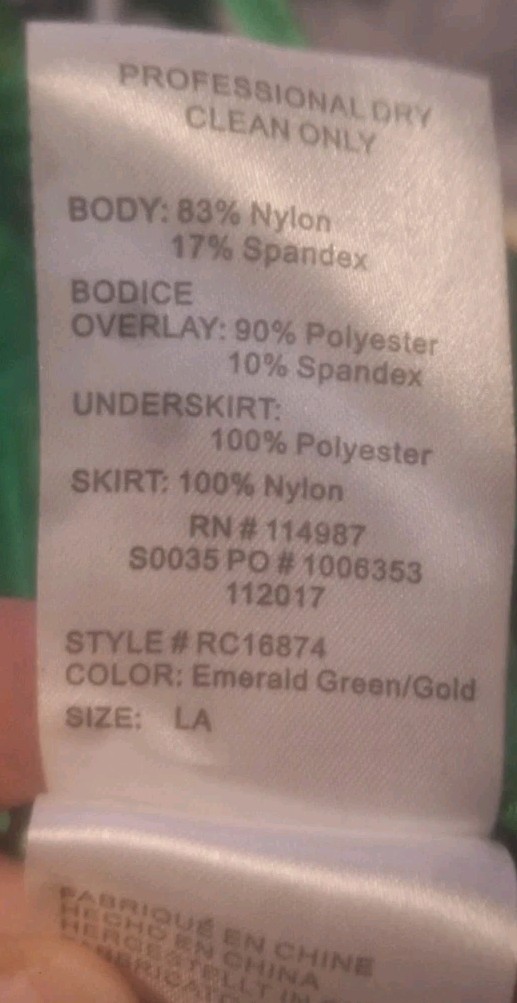 PROFESSIONAL DRY
CLEAN ONLY
BODY: 83% Nylon
17% Spandex
BODICE
OVERLAY: 90% Polyester
10% Spandex
UNDERSKIRT:
100% Polyester
SKIRT: 100% Nylon
RN # 114987
S0035 PO # 1006353
112017
STYLE # RC16874
COLOR: Emerald Green/Gold
SIZE: LA
FABRIQUÉ EN CHINE
HECHO EN CHINA
HERGESTELLT IN